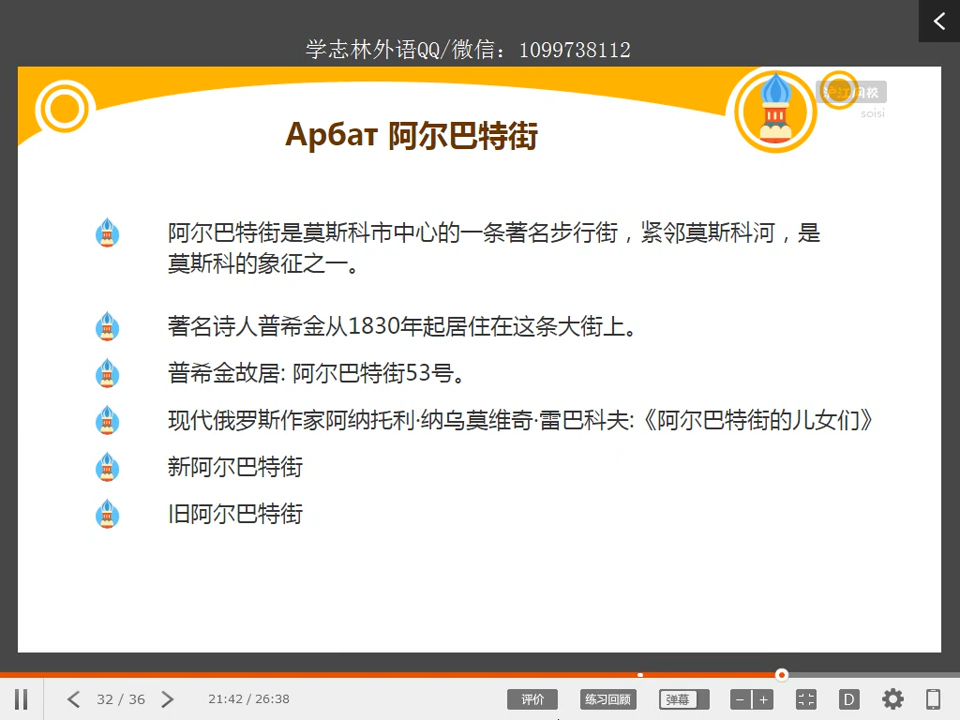 学志林外语QQ/微信：1099738112
沪江网校
soisi
Арбат 阿尔巴特街
阿尔巴特街是莫斯科市中心的一条著名步行街，紧邻莫斯科河，是
莫斯科的象征之一。
著名诗人普希金从1830年起居住在这条大街上。
普希金故居: 阿尔巴特街53号。
现代俄罗斯作家阿纳托利·纳乌莫维奇·雷巴科夫:《阿尔巴特街的儿女们》
新阿尔巴特街
旧阿尔巴特街
32 / 36
21:42 / 26:38
评价
练习回顾
弹幕
D